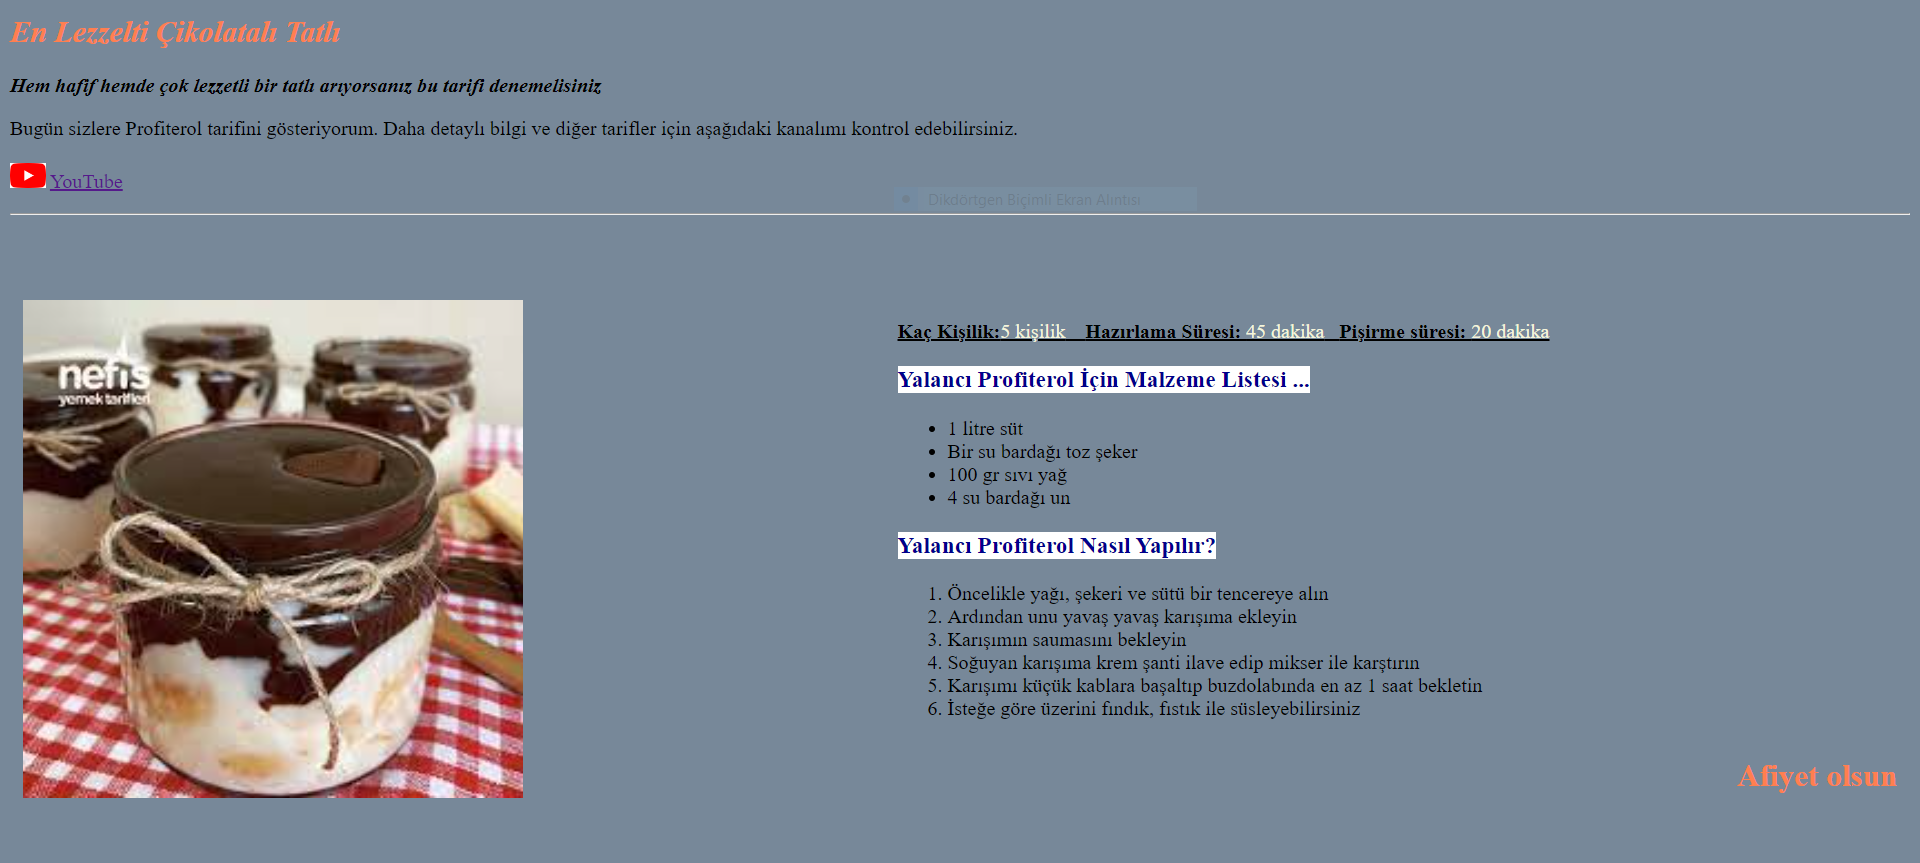 En Lezzelti Çikolatalı Tatlı
Hem hafif hemde çok lezzetli bir tatlı arıyorsanız bu tarifi denemelisiniz
Bugün sizlere Profiterol tarifini gösteriyorum. Daha detaylı bilgi ve diğer tarifler için aşağıdaki kanalımı kontrol edebilirsiniz.
YouTube
Dikdörtgen Biçimli Ekran Alıntısı
nefis
yemek tarifleri
Kaç Kişilik:5 kişilik Hazırlama Süresi: 45 dakika Pişirme süresi: 20 dakika
Yalancı Profiterol İçin Malzeme Listesi ...
• 1 litre süt
• Bir su bardağı toz şeker
• 100 gr sıvı yağ
• 4 su bardağı un
Yalancı Profiterol Nasıl Yapılır?
1. Öncelikle yağı, şekeri ve sütü bir tencereye alın
2. Ardından unu yavaş yavaş karışıma ekleyin
3. Karışımın saumasını bekleyin
4. Soğuyan karışıma krem şanti ilave edip mikser ile karştırın
5. Karışımı küçük kablara başaltıp buzdolabında en az 1 saat bekletin
6. İsteğe göre üzerini fındık, fıstık ile süsleyebilirsiniz
Afiyet olsun